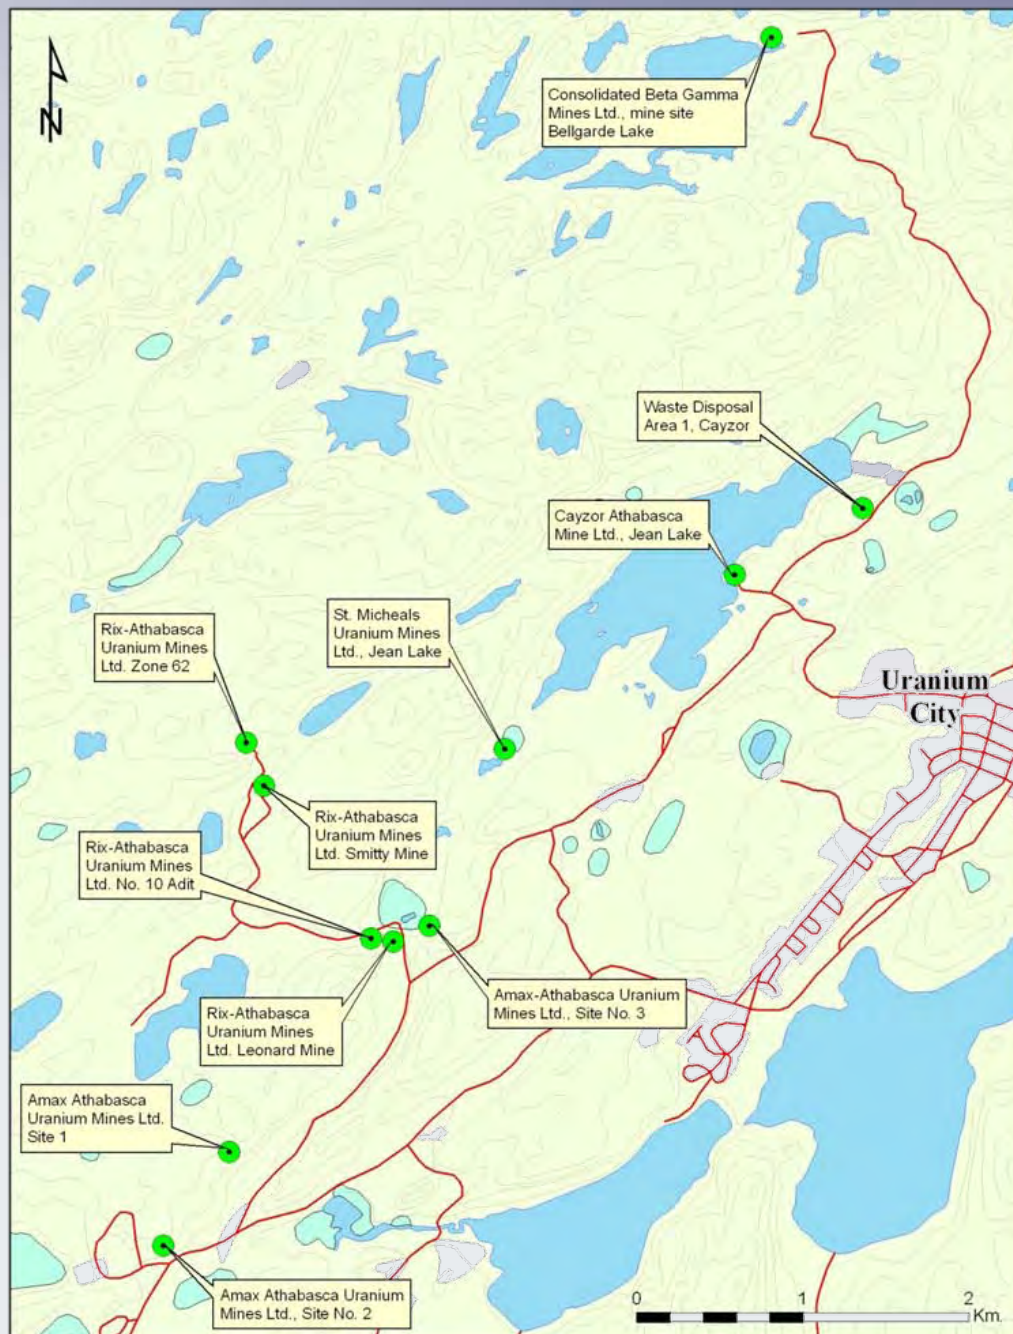 N
Consolidated Beta Gamma
Mines Ltd., mine site
Bellgarde Lake
Waste Disposal
Area 1, Cayzor
Cayzor Athabasca
Mine Ltd., Jean Lake
St. Micheals
Uranium Mines
Ltd., Jean Lake
Rix-Athabasca
Uranium Mines
Ltd. Zone 62
Uranium
City
Rix-Athabasca
Uranium Mines
Ltd. Smitty Mine
Rix-Athabasca
Uranium Mines
Ltd. No. 10 Adit
Amax-Athabasca Uranium
Mines Ltd., Site No. 3
Rix-Athabasca
Uranium Mines
Ltd. Leonard Mine
Amax Athabasca
Uranium Mines Ltd.
Site 1
Amax Athabasca Uranium
Mines Ltd., Site No. 2
0 1 2
Km.